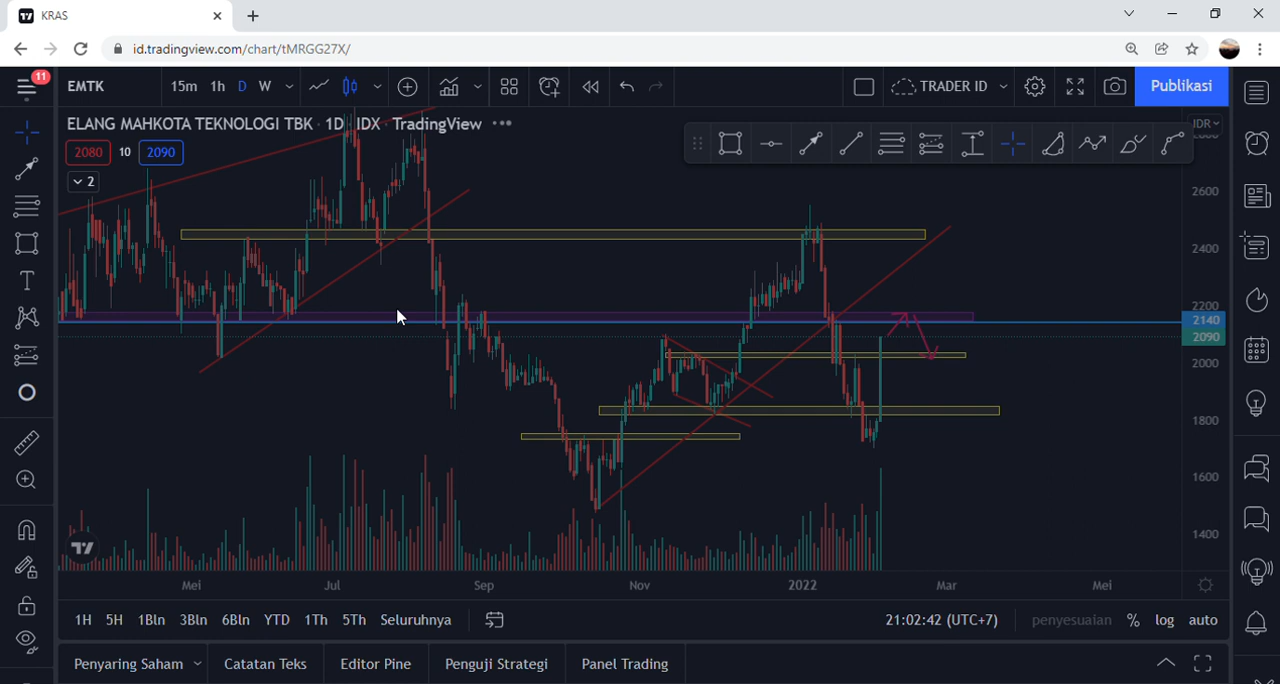 KRAS
id.tradingview.com/chart/tMRGG27X/
11
EMTK
15m 1h D W
TRADER ID
Publikasi
ELANG MAHKOTA TEKNOLOGI TBK · 1D · IDX · TradingView
IDR
2080 10 2090
2
2600
2400
2200
2140
2090
2000
1800
1600
1400
Mei Jul Sep Nov 2022 Mar Mei
1H 5H 1Bln 3Bln 6Bln YTD 1Th 5Th Seluruhnya
21:02:42 (UTC+7)
penyesuaian % log auto
Penyaring Saham Catatan Teks Editor Pine Penguji Strategi Panel Trading